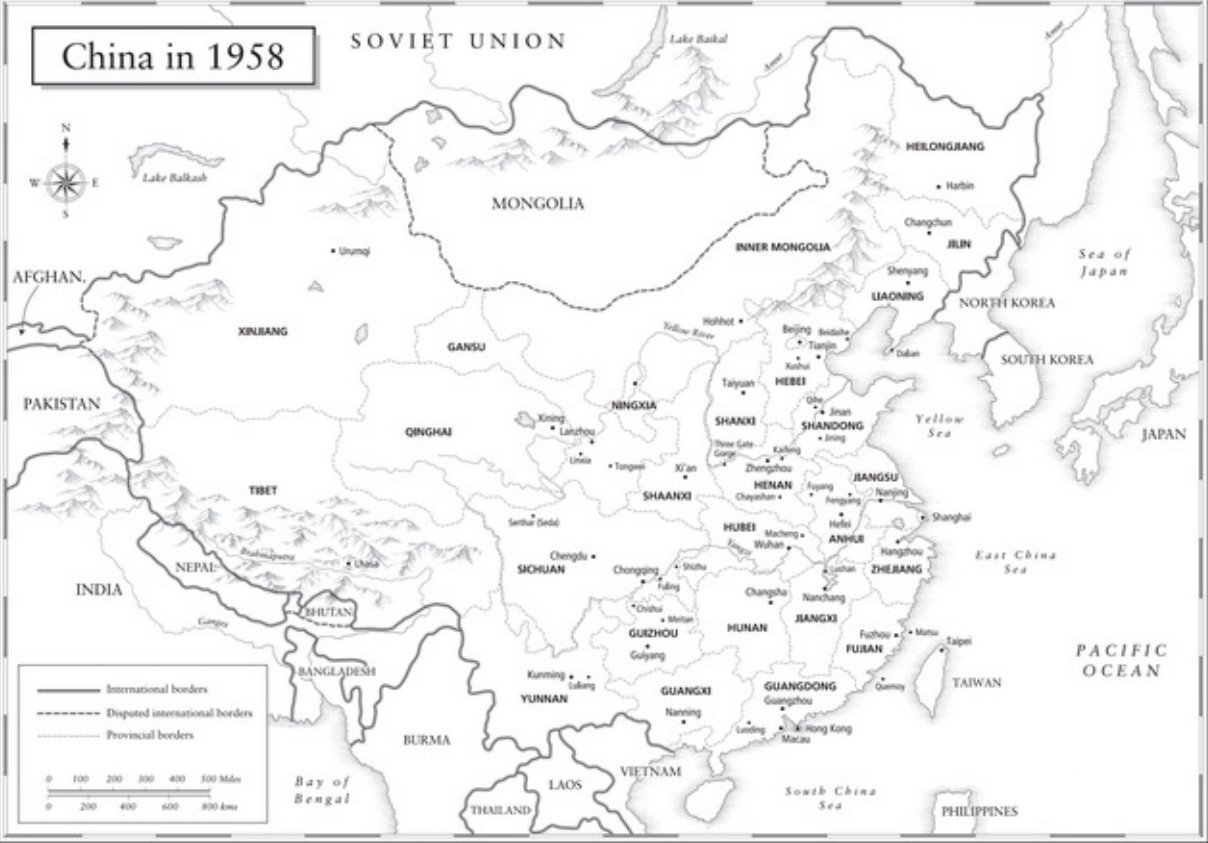 China in 1958
SOVIET UNION
Lake Baikal
Amur
Amur
N
W
E
S
Lake Balkash
HEILONGJIANG
Harbin
MONGOLIA
Changchun
JILIN
INNER MONGOLIA
Urumqi
Sea of
Japan
AFGHAN.
Shenyang
LIAONING
NORTH KOREA
XINJIANG
Hohhot
Yellow River
Beijing
Beidaihe
Tianjin
GANSU
Dalian
SOUTH KOREA
Xushui
HEBEI
Taiyuan
PAKISTAN
NINGXIA
Qihe
Jinan
SHANXI
SHANDONG
Jining
Yellow
Sea
JAPAN
QINGHAI
Xining
Lanzhou
Linxia
Tongwei
Three Gate
Gorge
Kaifeng
Zhengzhou
Xi'an
HENAN
JIANGSU
TIBET
SHAANXI
Chayashan
Fuyang
Fengyang
Nanjing
Serthar (Seda)
HUBEI
Hefei
Shanghai
Macheng
ANHUI
Wuhan
Yangzi
Hangzhou
East China
Sea
Brahmaputra
Lhasa
NEPAL
Chengdu
SICHUAN
Chongqing
Shizhu
Fuling
Lushan
ZHEJIANG
INDIA
Changsha
Nanchang
BHUTAN
Chishui
Meitan
Ganges
GUIZHOU
HUNAN
JIANGXI
Guiyang
Fuzhou
Matsu
FUJIAN
Taipei
PACIFIC
OCEAN
BANGLADESH
Kunming
Luliang
YUNNAN
GUANGXI
GUANGDONG
Guangzhou
Quemoy
TAIWAN
Nanning
Luoding
Hong Kong
Macau
BURMA
VIETNAM
LAOS
Bay of
Bengal
South China
Sea
THAILAND
PHILIPPINES
International borders
Disputed international borders
Provincial borders
0 100 200 300 400 500 Miles
0 200 400 600 800 kms